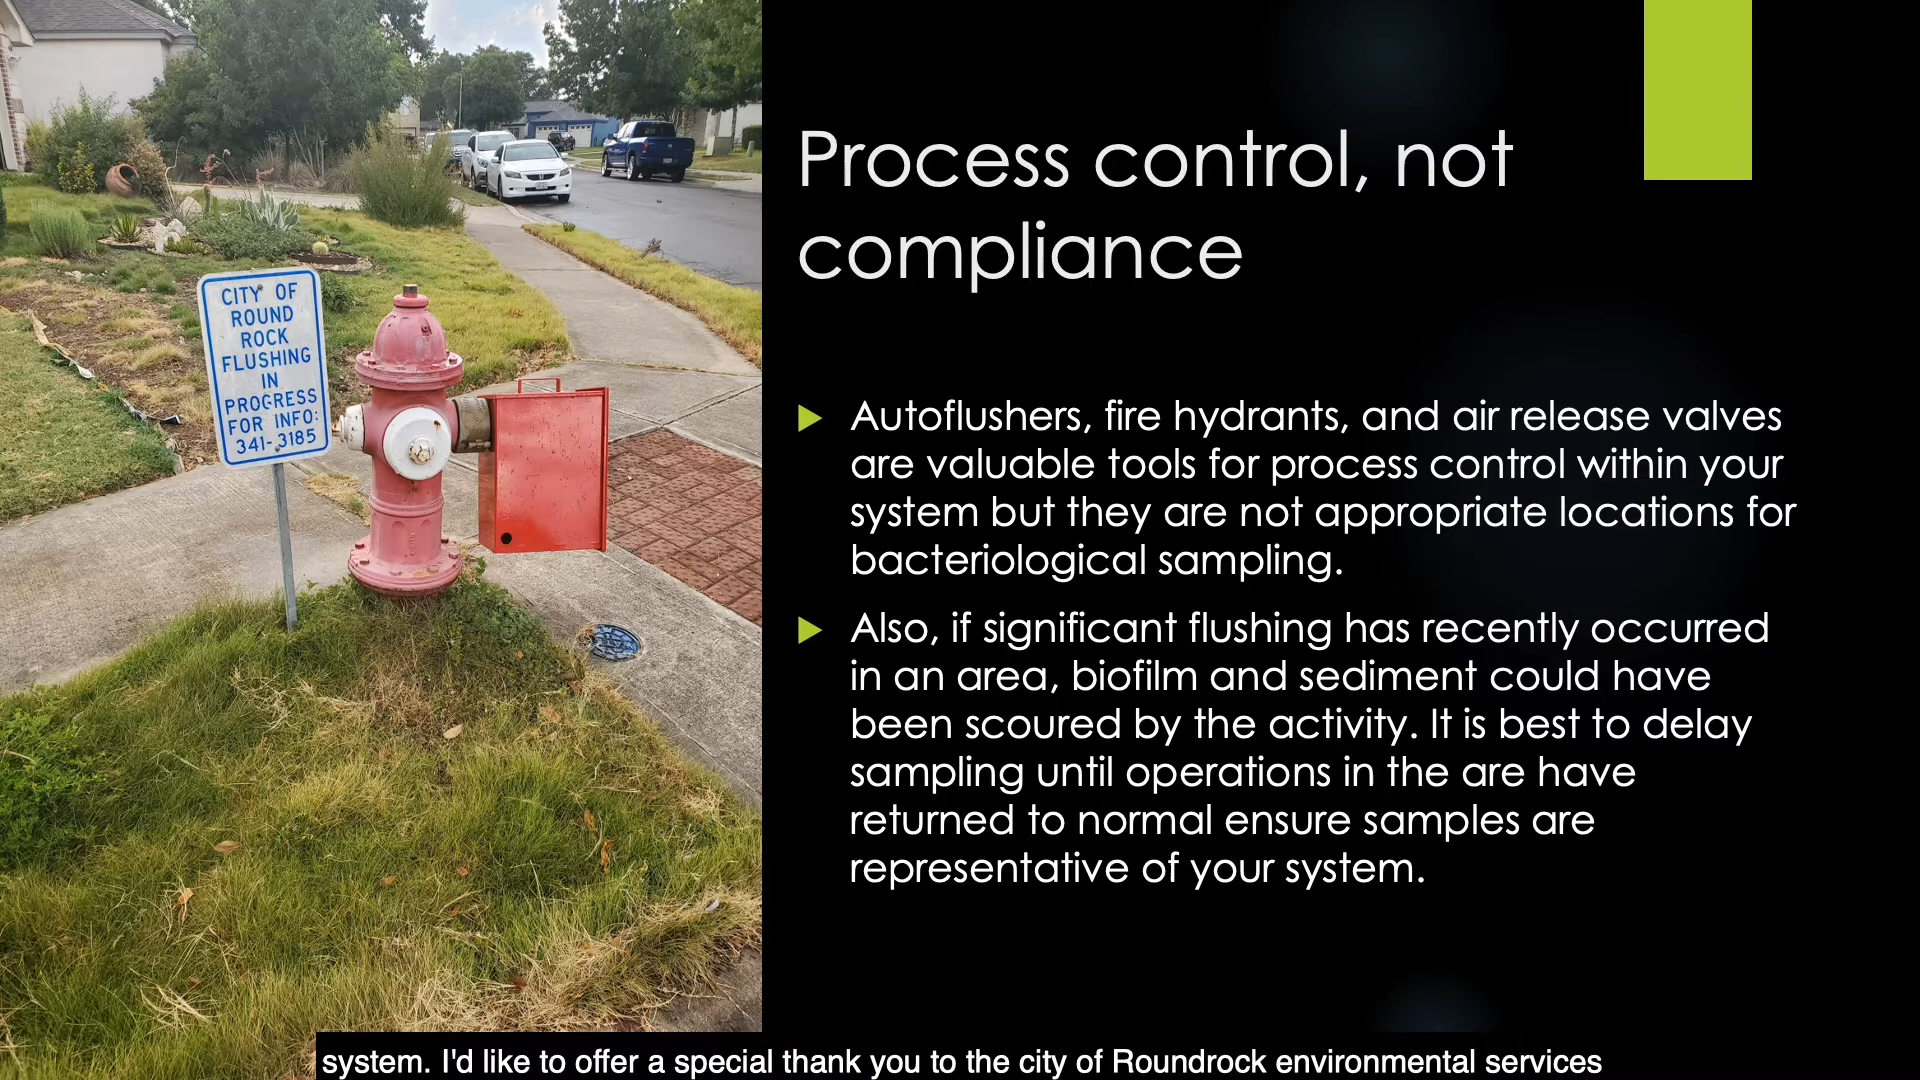 CITY OF
ROUND
ROCK
FLUSHING
IN
PROGRESS
FOR INFO:
341-3185
Process control, not
compliance
Autoflushers, fire hydrants, and air release valves
are valuable tools for process control within your
system but they are not appropriate locations for
bacteriological sampling.
Also, if significant flushing has recently occurred
in an area, biofilm and sediment could have
been scoured by the activity. It is best to delay
sampling until operations in the are have
returned to normal ensure samples are
representative of your system.
system. I'd like to offer a special thank you to the city of Roundrock environmental services